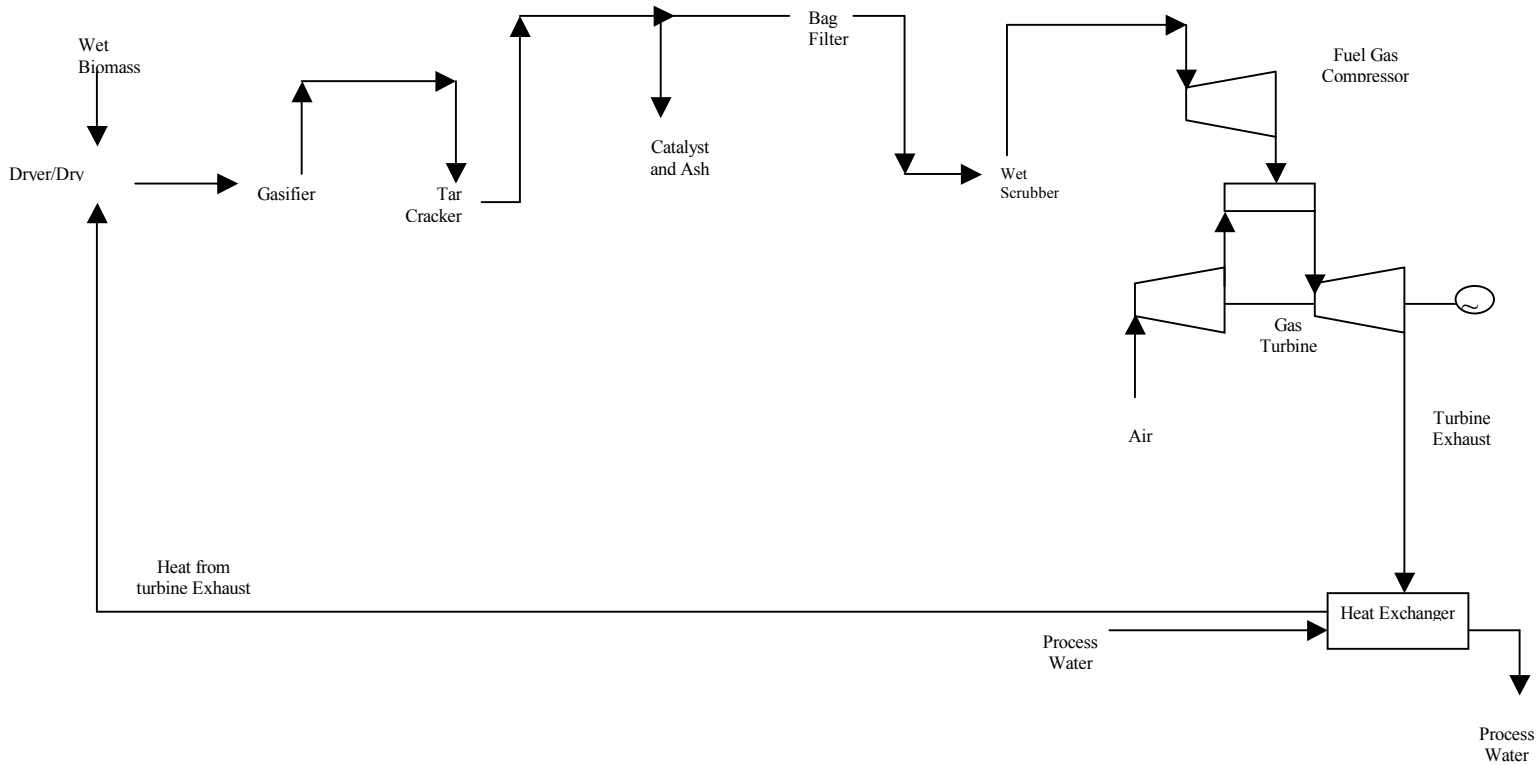 Wet
Biomass
Dryer/Dry
Gasifier
Tar
Cracker
Catalyst
and Ash
Bag
Filter
Wet
Scrubber
Fuel Gas
Compressor
~
Gas
Turbine
Air
Turbine
Exhaust
Heat from
turbine Exhaust
Heat Exchanger
Process
Water
Process
Water